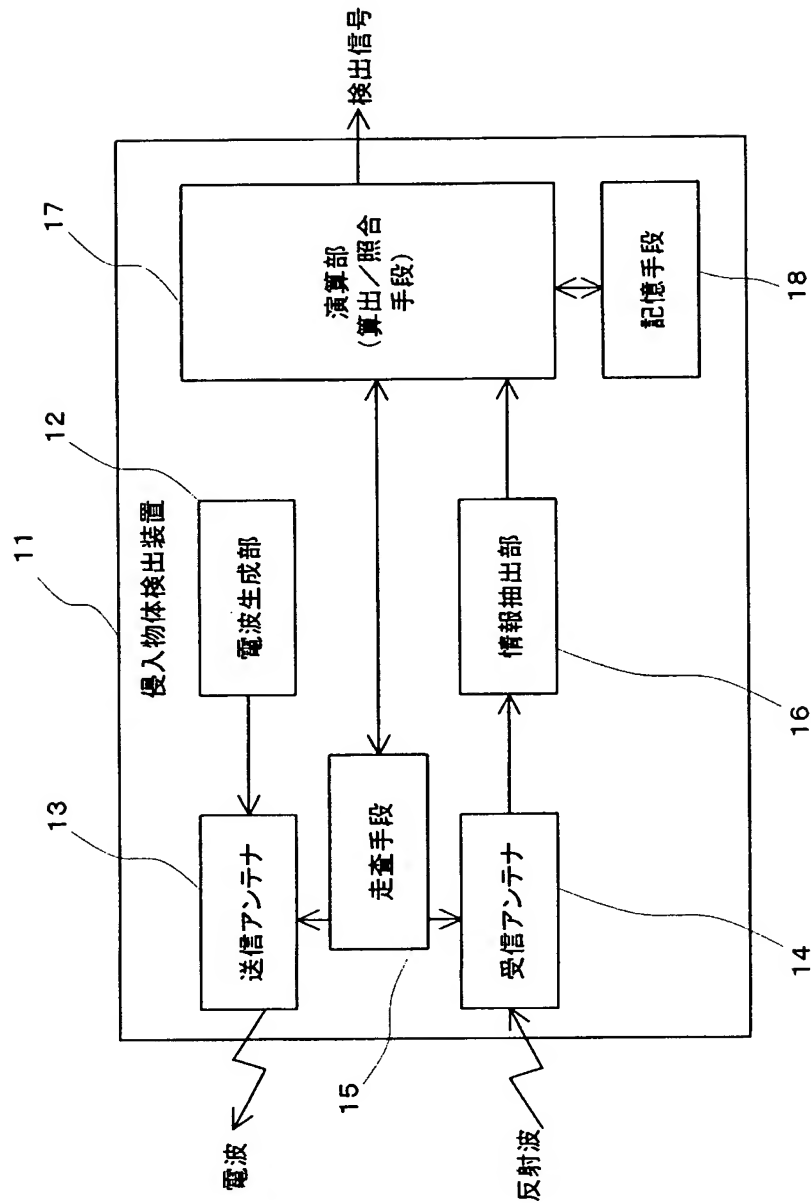 11
侵入物体検出装置
12
電波生成部
13
送信アンテナ
電波
15
走査手段
17
演算部
(算出／照合
手段)
検出信号
反射波
14
受信アンテナ
16
情報抽出部
18
記憶手段